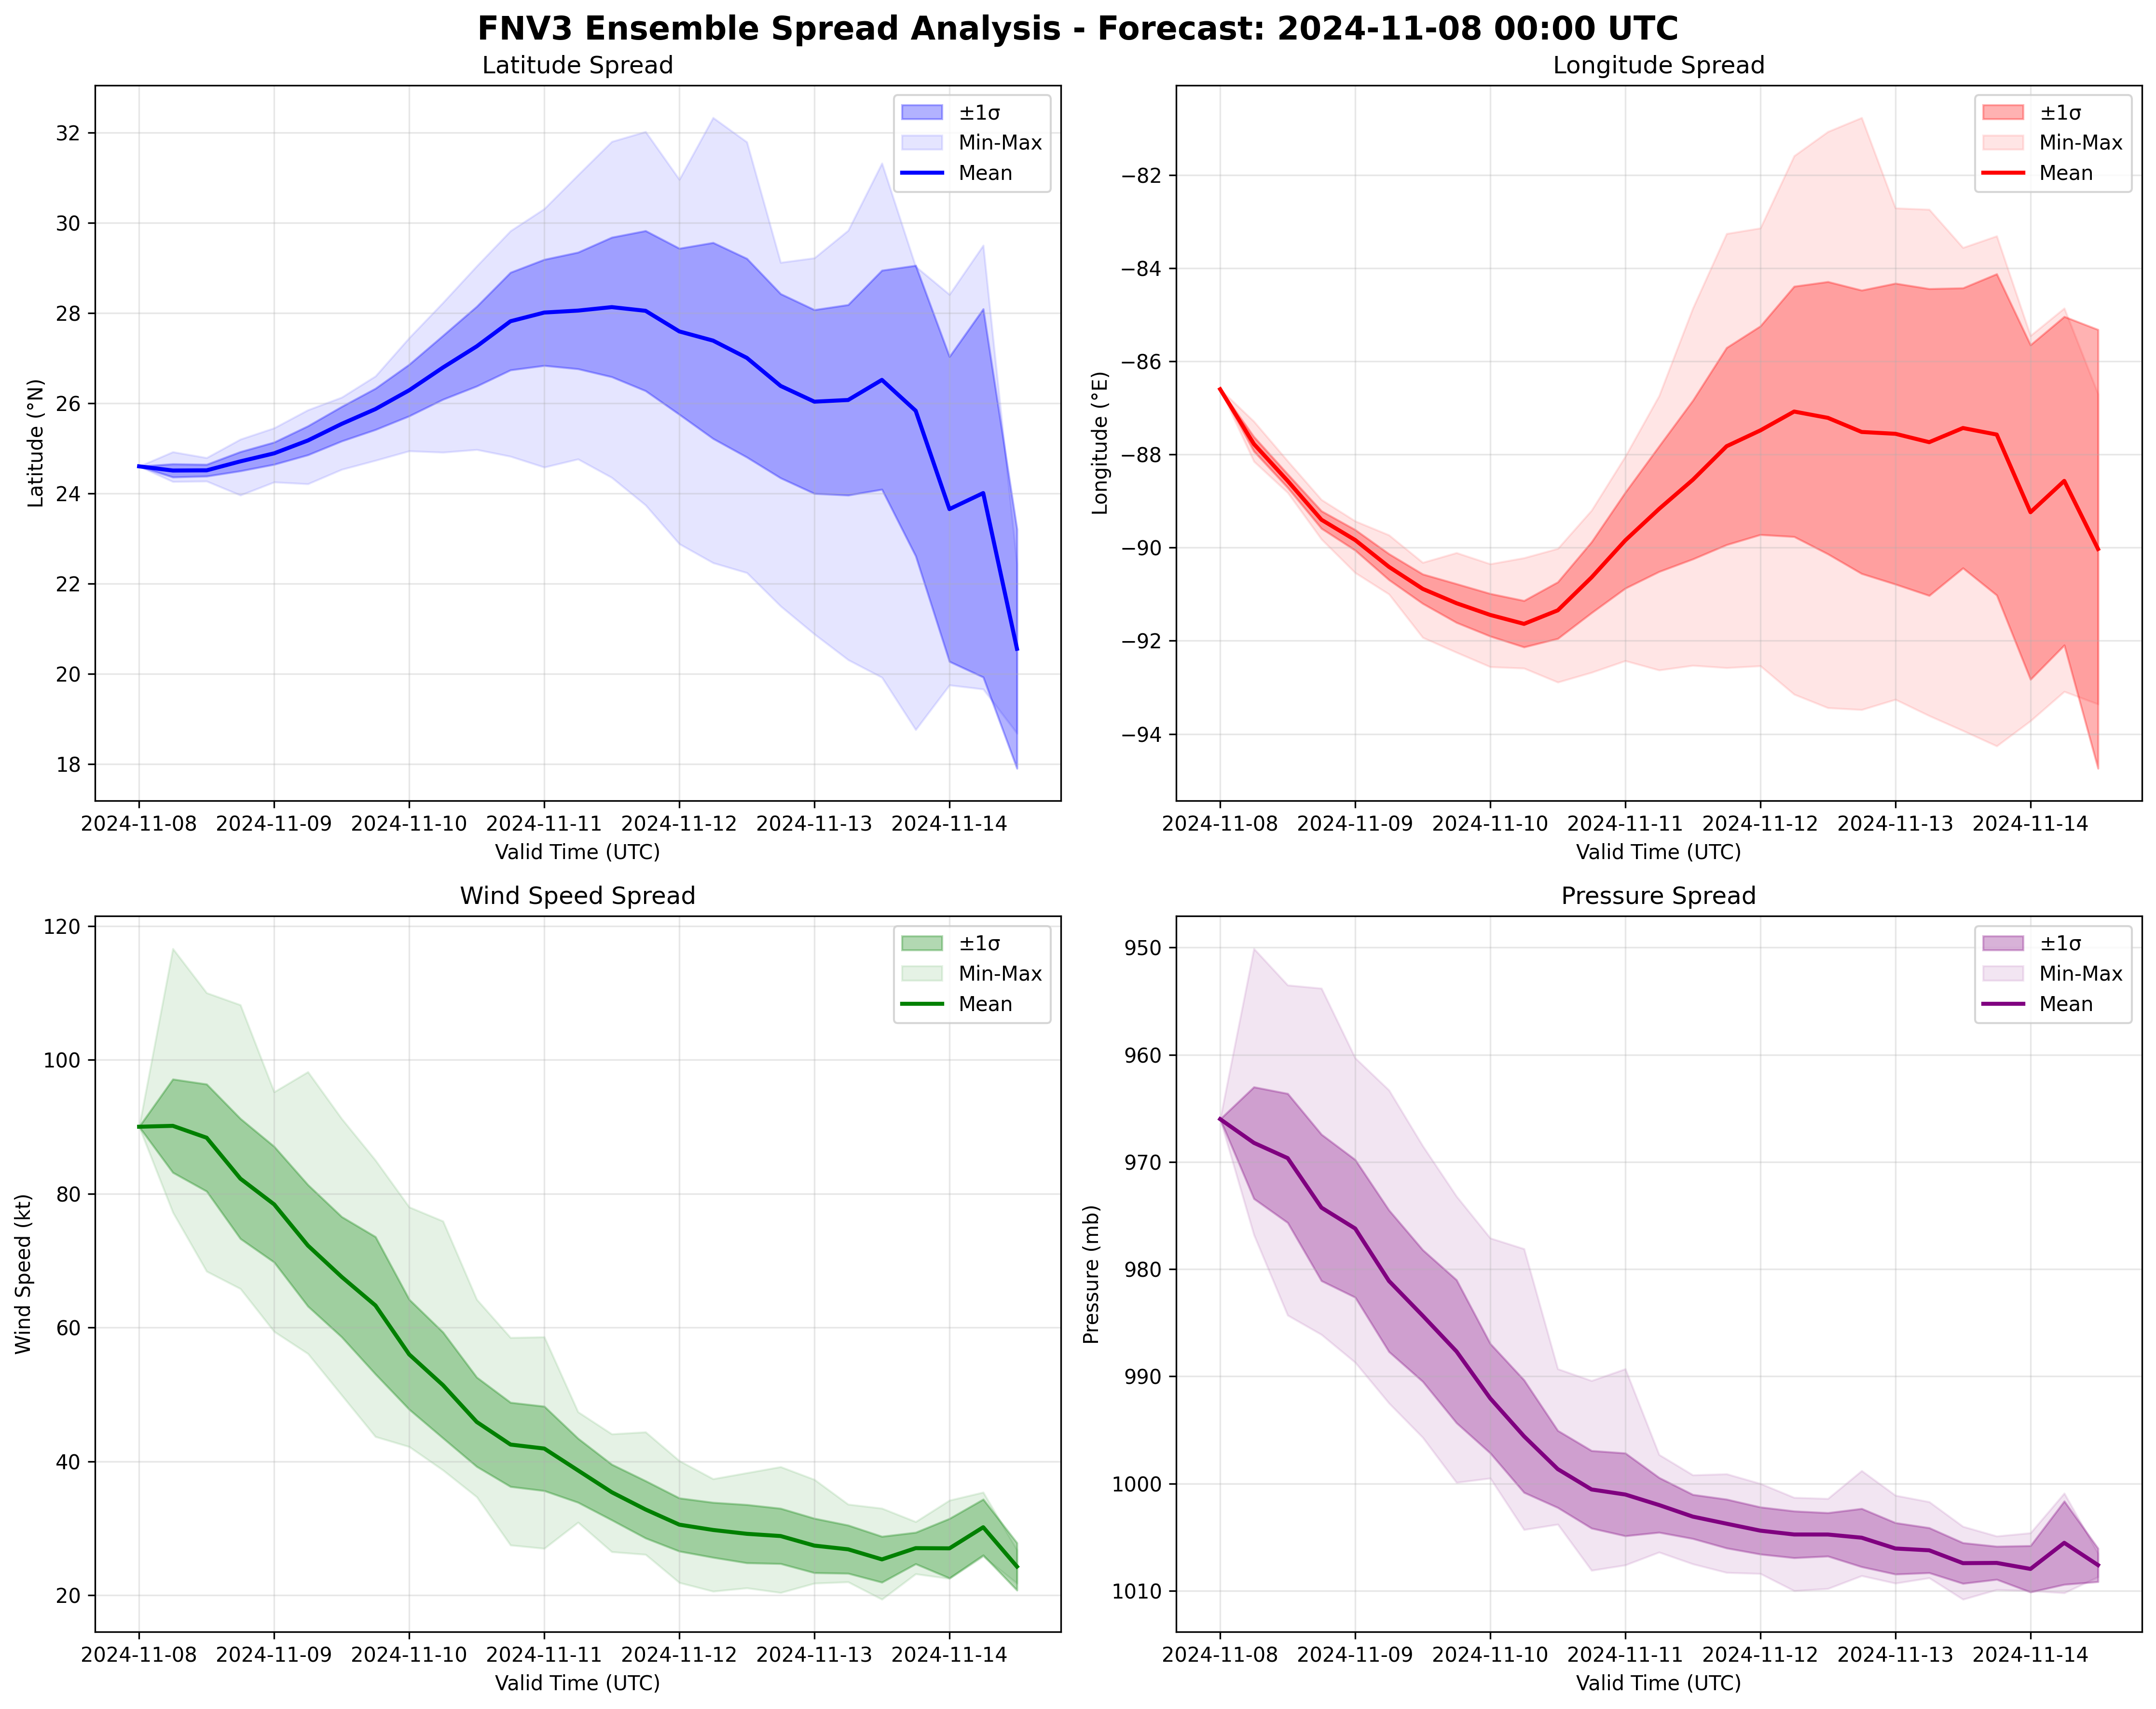 FNV3 Ensemble Spread Analysis - Forecast: 2024-11-08 00:00 UTC
Latitude Spread
32
30
28
26
24
22
20
18
Latitude (°N)
±1σ
Min-Max
Mean
2024-11-08 2024-11-09 2024-11-10 2024-11-11 2024-11-12 2024-11-13 2024-11-14
Valid Time (UTC)
Longitude Spread
−82
−84
−86
−88
−90
−92
−94
Longitude (°E)
±1σ
Min-Max
Mean
2024-11-08 2024-11-09 2024-11-10 2024-11-11 2024-11-12 2024-11-13 2024-11-14
Valid Time (UTC)
Wind Speed Spread
120
100
80
60
40
20
Wind Speed (kt)
±1σ
Min-Max
Mean
2024-11-08 2024-11-09 2024-11-10 2024-11-11 2024-11-12 2024-11-13 2024-11-14
Valid Time (UTC)
Pressure Spread
950
960
970
980
990
1000
1010
Pressure (mb)
±1σ
Min-Max
Mean
2024-11-08 2024-11-09 2024-11-10 2024-11-11 2024-11-12 2024-11-13 2024-11-14
Valid Time (UTC)